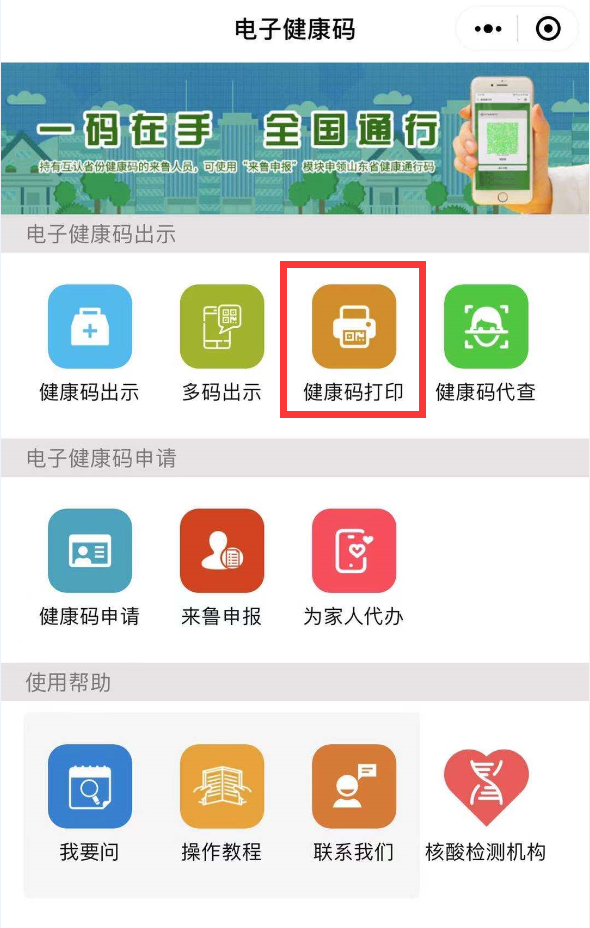 电子健康码
一码在手 全国通行
持有互认省份健康码的来鲁人员，可使用“来鲁申报”模块申领山东省健康通行码
电子健康码出示
健康码出示 多码出示 健康码打印 健康码代查
电子健康码申请
健康码申请 来鲁申报 为家人代办
使用帮助
我要问 操作教程 联系我们 核酸检测机构